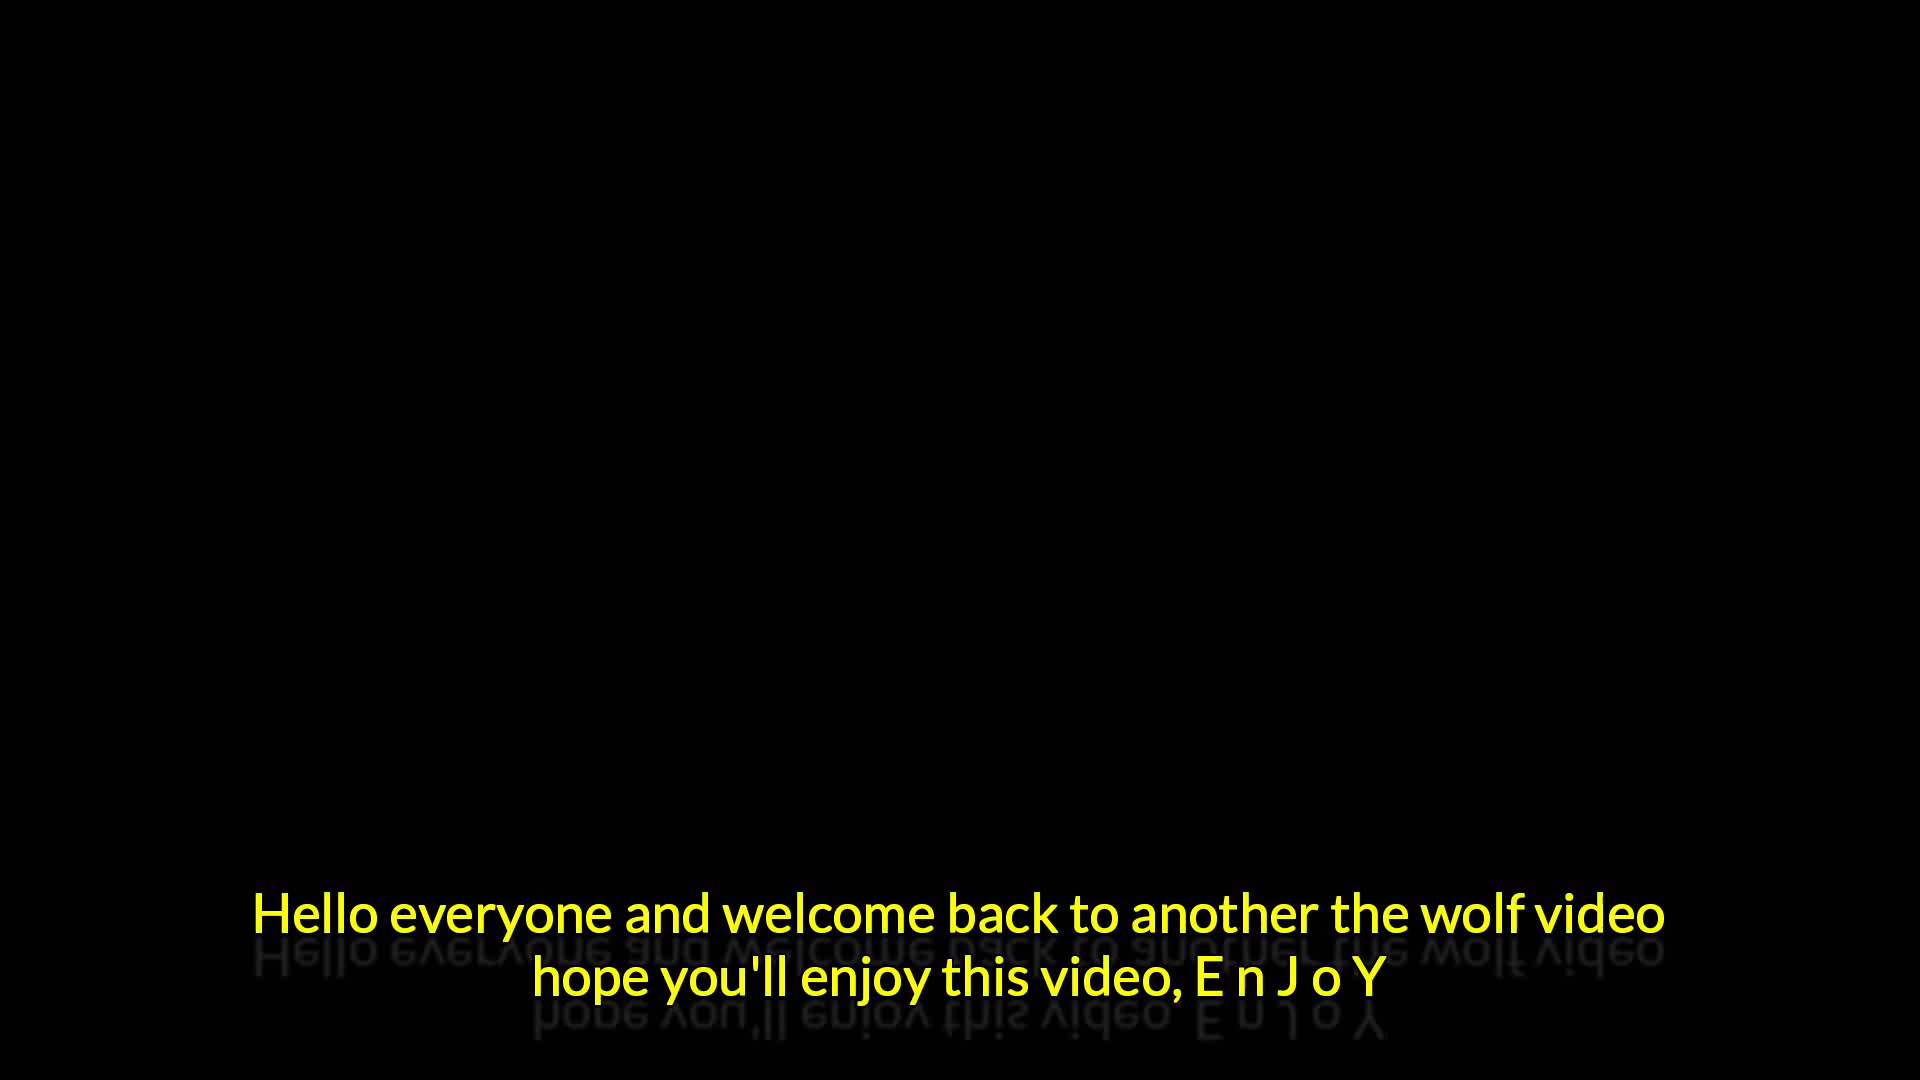 Hello everyone and welcome back to another the wolf video
hope you'll enjoy this video, E n J o Y